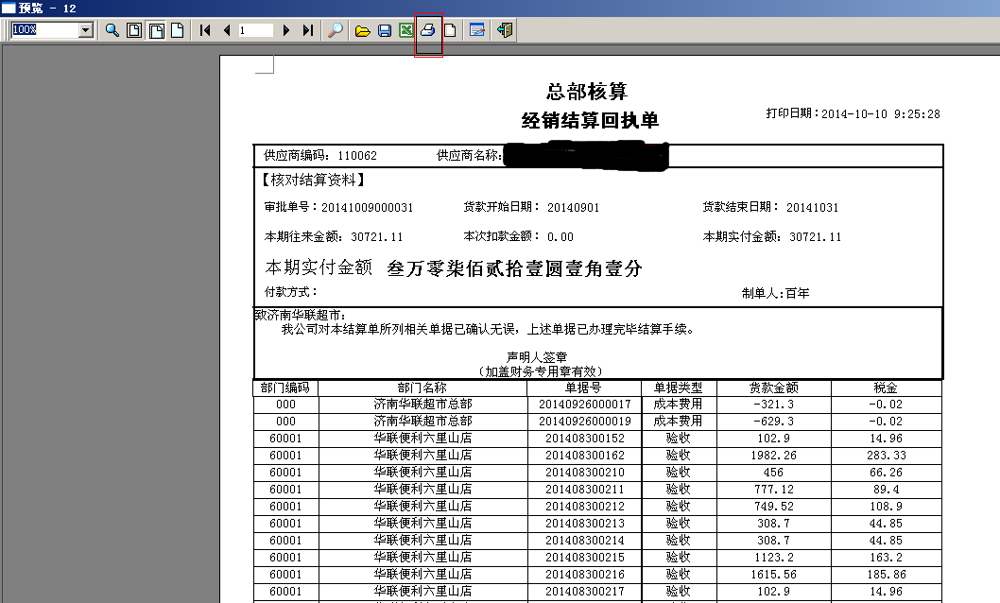 预览 - 12
100%
1
总部核算
经销结算回执单
打印日期:2014-10-10 9:25:28
供应商编码: 110062 供应商名称:
【核对结算资料】
审批单号:20141009000031 货款开始日期: 20140901 货款结束日期: 20141031
本期往来金额: 30721.11 本次扣款金额: 0.00 本期实付金额: 30721.11
本期实付金额 叁万零柒佰贰拾壹圆壹角壹分
付款方式: 制单人:百年
致济南华联超市:
我公司对本结算单所列相关单据已确认无误, 上述单据已办理完毕结算手续。
声明人签章
(加盖财务专用章有效)
部门编码 部门名称 单据号 单据类型 货款金额 税金
000 济南华联超市总部 20140926000017 成本费用 -321.3 -0.02
000 济南华联超市总部 20140926000019 成本费用 -629.3 -0.02
60001 华联便利六里山店 201408300152 验收 102.9 14.96
60001 华联便利六里山店 201408300162 验收 1982.26 283.33
60001 华联便利六里山店 201408300210 验收 456 66.26
60001 华联便利六里山店 201408300211 验收 777.12 89.4
60001 华联便利六里山店 201408300212 验收 749.52 108.9
60001 华联便利六里山店 201408300213 验收 308.7 44.85
60001 华联便利六里山店 201408300214 验收 308.7 44.85
60001 华联便利六里山店 201408300215 验收 1123.2 163.2
60001 华联便利六里山店 201408300216 验收 1615.56 185.86
60001 华联便利六里山店 201408300217 验收 102.9 14.96